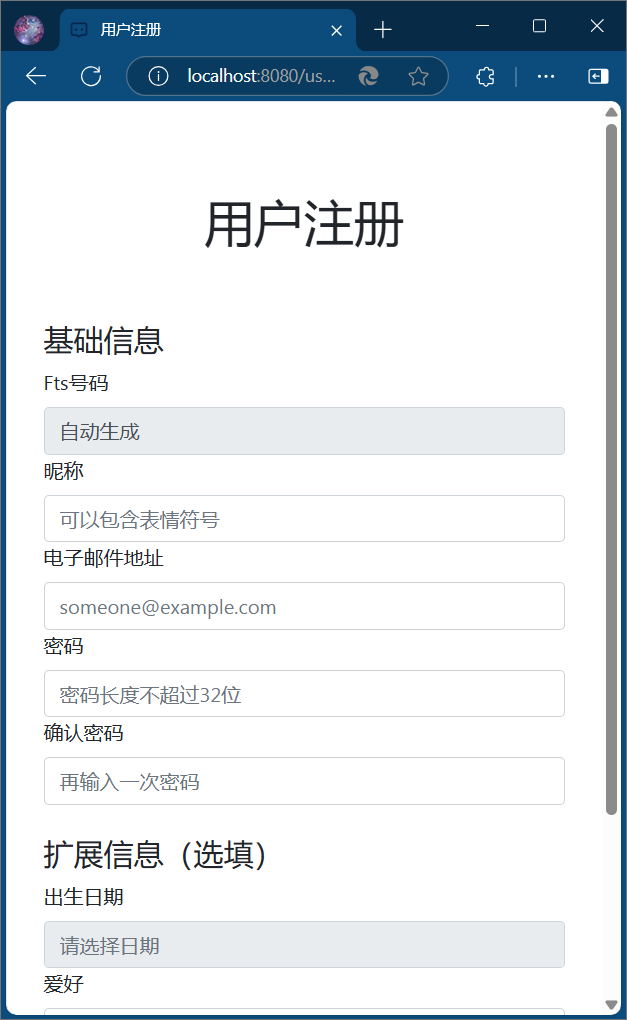 用户注册
localhost:8080/us...
用户注册
基础信息
Fts号码
自动生成
昵称
可以包含表情符号
电子邮件地址
someone@example.com
密码
密码长度不超过32位
确认密码
再输入一次密码
扩展信息（选填）
出生日期
请选择日期
爱好